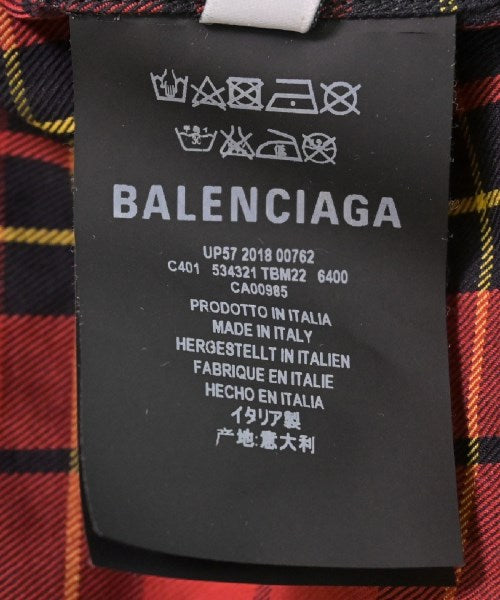 BALENCIAGA
UP57 2018 00762
C401 534321 TBM22 6400
CA00985
PRODOTTO IN ITALIA
MADE IN ITALY
HERGESTELLT IN ITALIEN
FABRIQUE EN ITALIE
HECHO EN ITALIA
イタリア製
产地:意大利